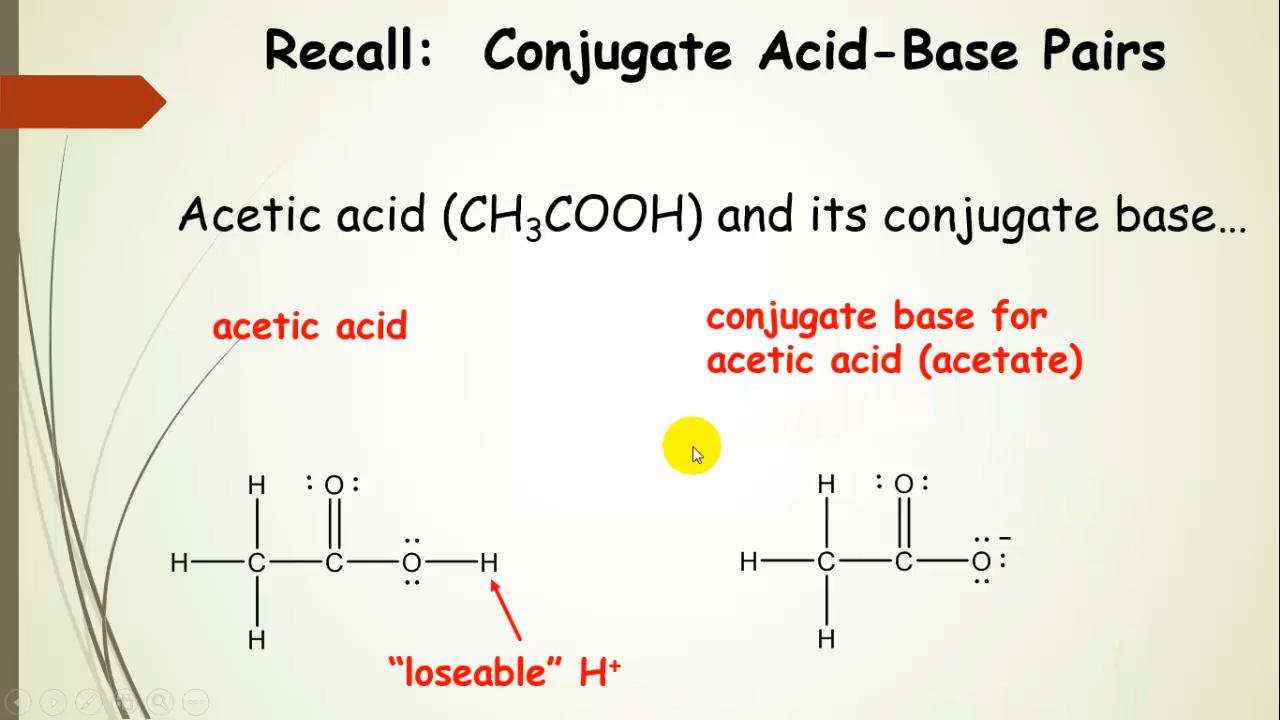 Recall: Conjugate Acid-Base Pairs
Acetic acid (CH₃COOH) and its conjugate base...
acetic acid
conjugate base for
acetic acid (acetate)
H :O:
H C C O H
H
“loseable” H⁺
H :O:
H C C O: −
H